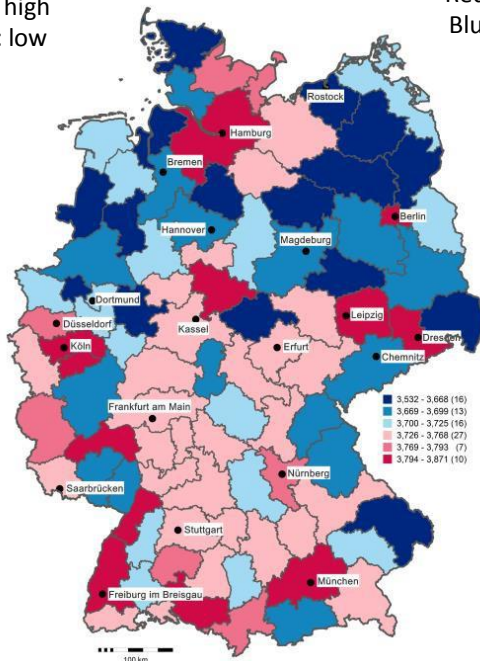 high
low
Blu
Rostock
Hamburg
Bremen
Berlin
Hannover
Magdeburg
Dortmund
Düsseldorf
Leipzig
Kassel
Dresden
Köln
Erfurt
Chemnitz
3,532 - 3,668 (16)
3,669 - 3,699 (13)
3,700 - 3,725 (16)
3,726 - 3,768 (27)
3,769 - 3,793 (7)
3,794 - 3,871 (10)
Frankfurt am Main
Nürnberg
Saarbrücken
Stuttgart
München
Freiburg im Breisgau
100 km